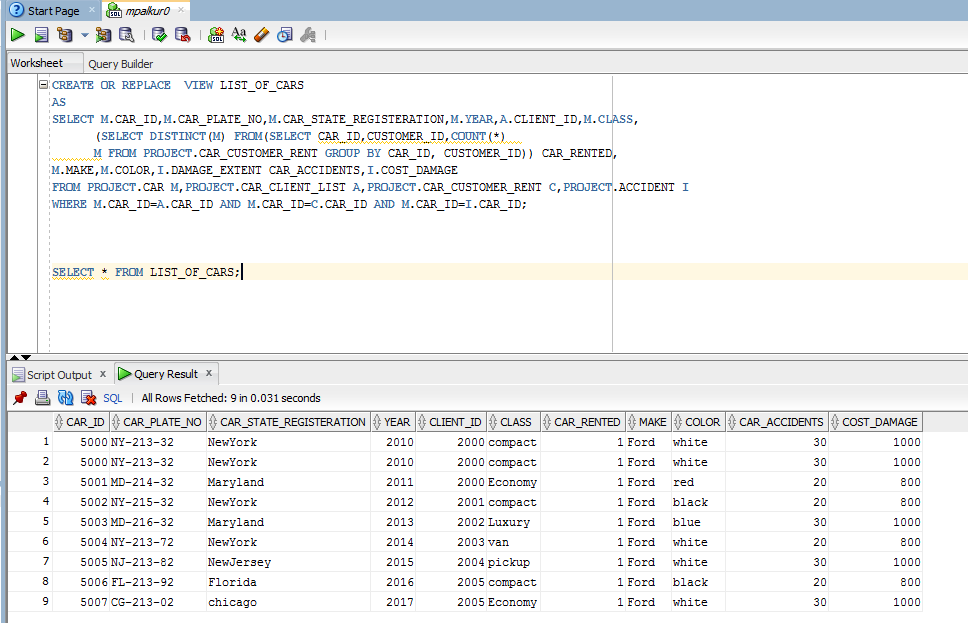 Start Page
mpalkur0
Worksheet
Query Builder
CREATE OR REPLACE  VIEW LIST_OF_CARS
AS
SELECT M.CAR_ID,M.CAR_PLATE_NO,M.CAR_STATE_REGISTERATION,M.YEAR,A.CLIENT_ID,M.CLASS,
(SELECT DISTINCT(M) FROM(SELECT CAR_ID,CUSTOMER_ID,COUNT(*)
M FROM PROJECT.CAR_CUSTOMER_RENT GROUP BY CAR_ID, CUSTOMER_ID)) CAR_RENTED,
M.MAKE,M.COLOR,I.DAMAGE_EXTENT CAR_ACCIDENTS,I.COST_DAMAGE
FROM PROJECT.CAR M,PROJECT.CAR_CLIENT_LIST A,PROJECT.CAR_CUSTOMER_RENT C,PROJECT.ACCIDENT I
WHERE M.CAR_ID=A.CAR_ID AND M.CAR_ID=C.CAR_ID AND M.CAR_ID=I.CAR_ID;
SELECT * FROM LIST_OF_CARS;
Script Output x Query Result x
SQL | All Rows Fetched: 9 in 0.031 seconds
CAR_ID CAR_PLATE_NO CAR_STATE_REGISTERATION YEAR CLIENT_ID CLASS CAR_RENTED MAKE COLOR CAR_ACCIDENTS COST_DAMAGE
1 5000 NY-213-32 NewYork 2010 2000 compact 1 Ford white 30 1000
2 5000 NY-213-32 NewYork 2010 2000 compact 1 Ford white 30 1000
3 5001 MD-214-32 Maryland 2011 2000 Economy 1 Ford red 20 800
4 5002 NY-215-32 NewYork 2012 2001 compact 1 Ford black 20 800
5 5003 MD-216-32 Maryland 2013 2002 Luxury 1 Ford blue 30 1000
6 5004 NY-213-72 NewYork 2014 2003 van 1 Ford white 20 800
7 5005 NJ-213-82 NewJersey 2015 2004 pickup 1 Ford white 30 1000
8 5006 FL-213-92 Florida 2016 2005 compact 1 Ford black 20 800
9 5007 CG-213-02 chicago 2017 2005 Economy 1 Ford white 30 1000